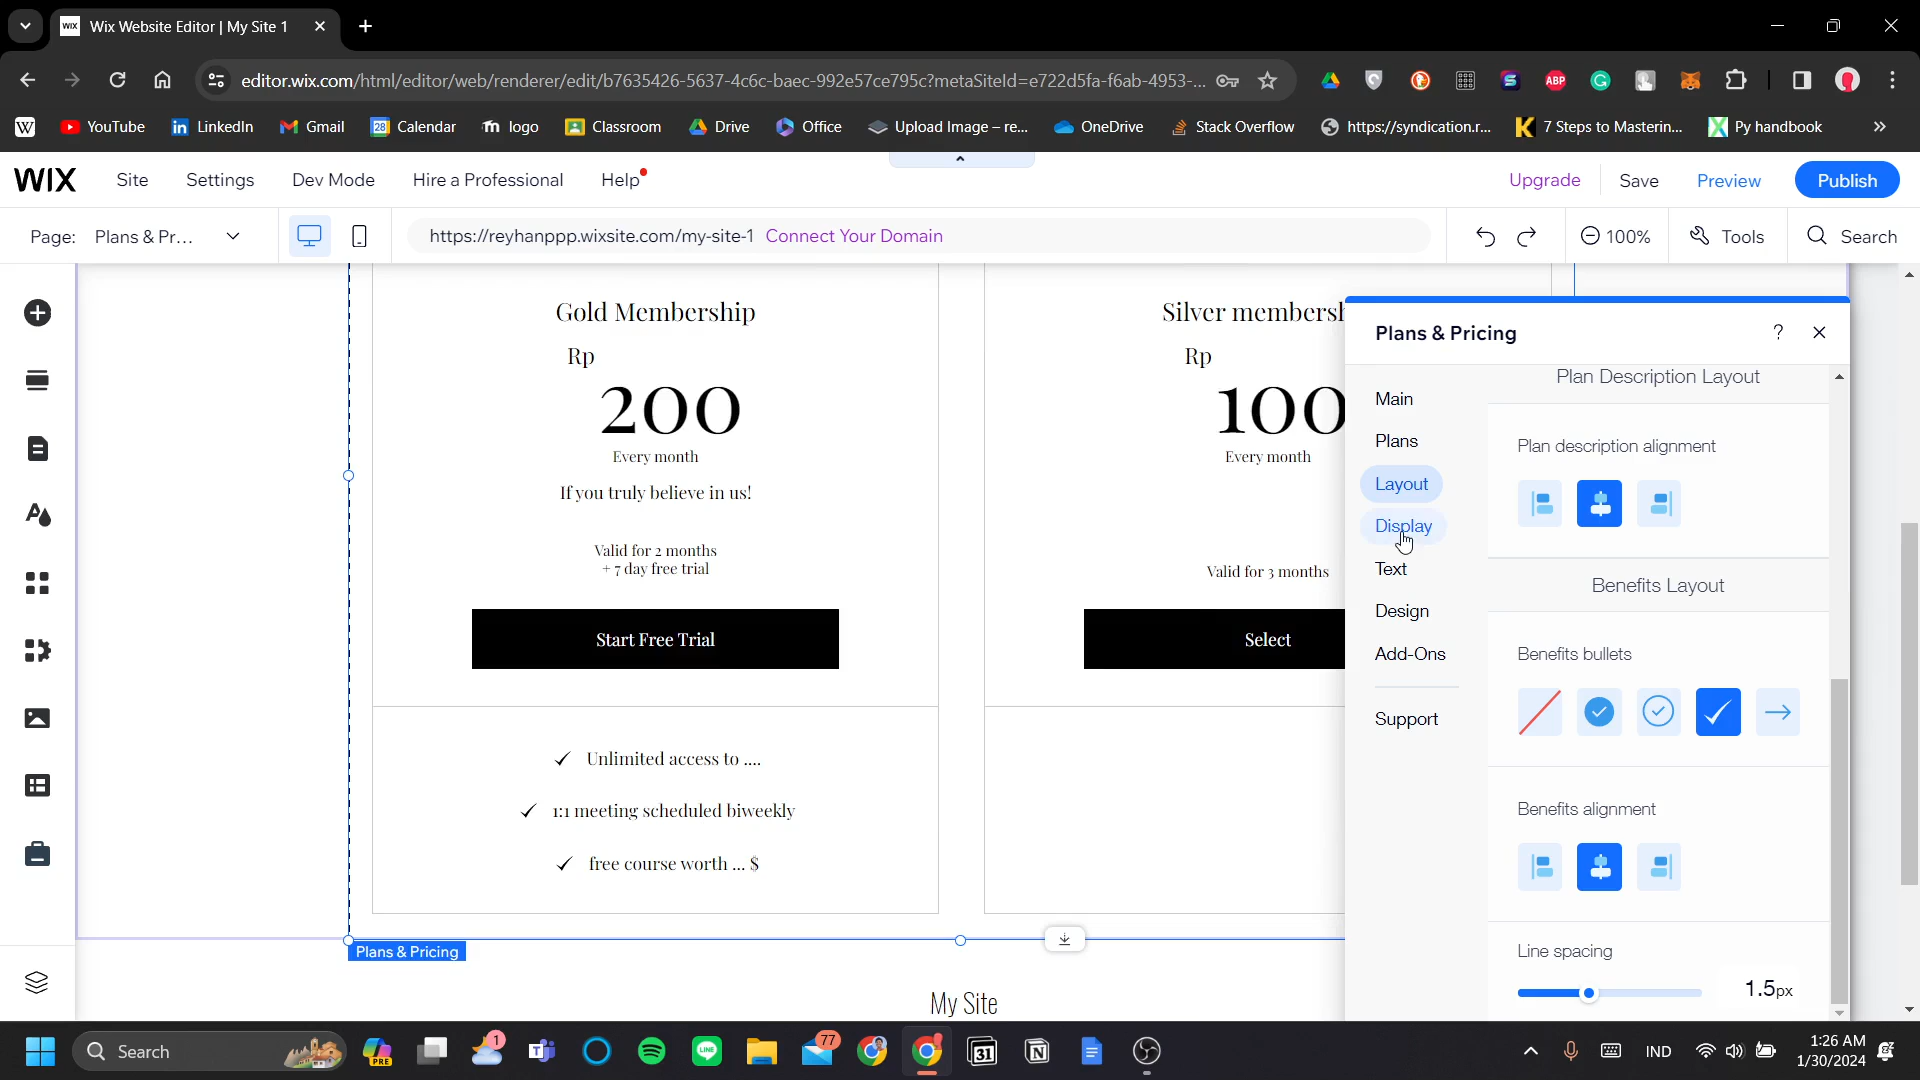 WIX Wix Website Editor | My Site 1
editor.wix.com/html/editor/web/renderer/edit/b7635426-5637-4c6c-baec-992e57ce795c?metaSiteId=e722d5fa-f6ab-4953-...
ABP
W YouTube LinkedIn Gmail 28 Calendar logo Classroom Drive Office Upload Image – re... OneDrive Stack Overflow https://syndication.r... 7 Steps to Masterin... Py handbook »
WIX Site Settings Dev Mode Hire a Professional Help Upgrade Save Preview Publish
Page: Plans & Pr... https://reyhanppp.wixsite.com/my-site-1 Connect Your Domain 100% Tools Search
Gold Membership
Rp
200
Every month
If you truly believe in us!
Valid for 2 months
+ 7 day free trial
Start Free Trial
Unlimited access to ....
1:1 meeting scheduled biweekly
free course worth ... $
Silver membersh
Rp
100
Every month
Valid for 3 months
Select
Plans & Pricing
My Site
Plans & Pricing ?
Main
Plans
Layout
Display
Text
Design
Add-Ons
Support
Plan Description Layout
Plan description alignment
Benefits Layout
Benefits bullets
Benefits alignment
Line spacing
1.5px
Search PRE 1 LINE 77 31 IND 1:26 AM
1/30/2024